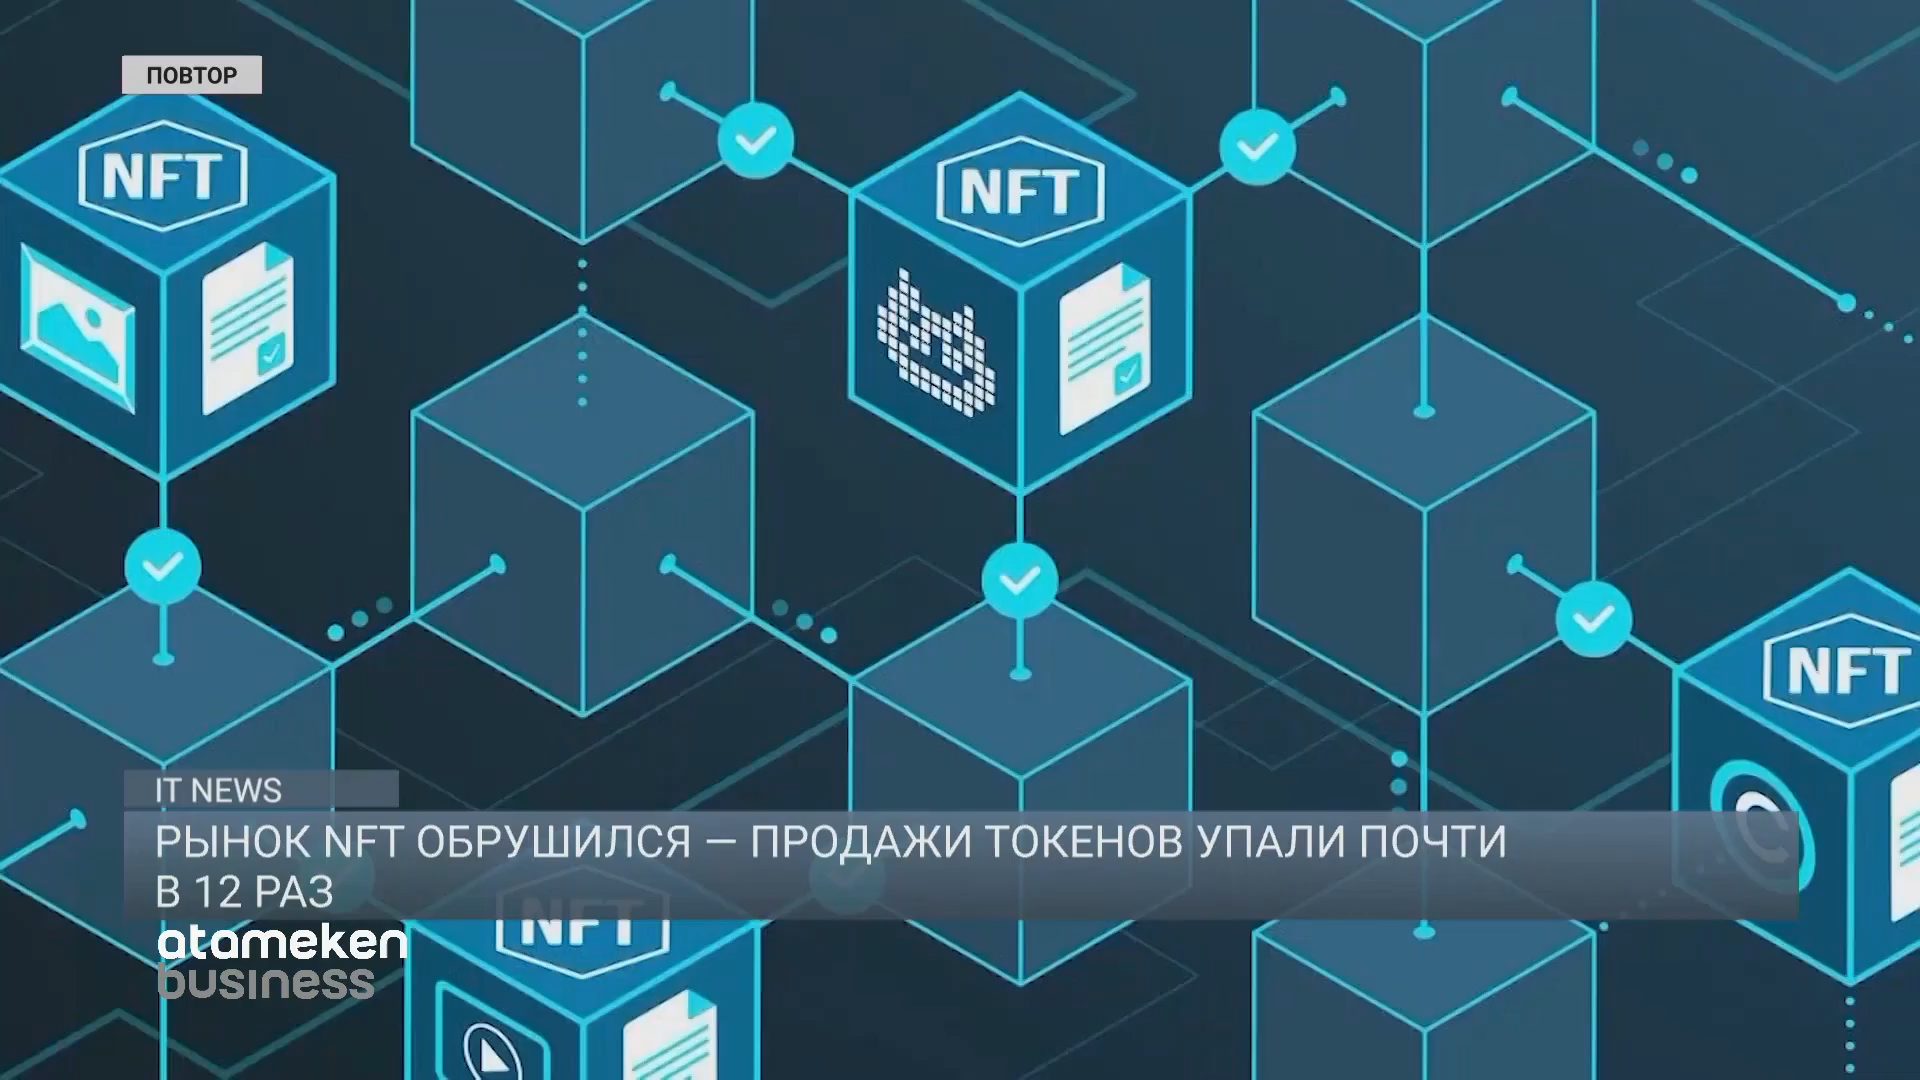 ПОВТОР
NFT
NFT
NFT
IT NEWS
РЫНОК NFT ОБРУШИЛСЯ — ПРОДАЖИ ТОКЕНОВ УПАЛИ ПОЧТИ
В 12 РАЗ
NFT
atameken
business